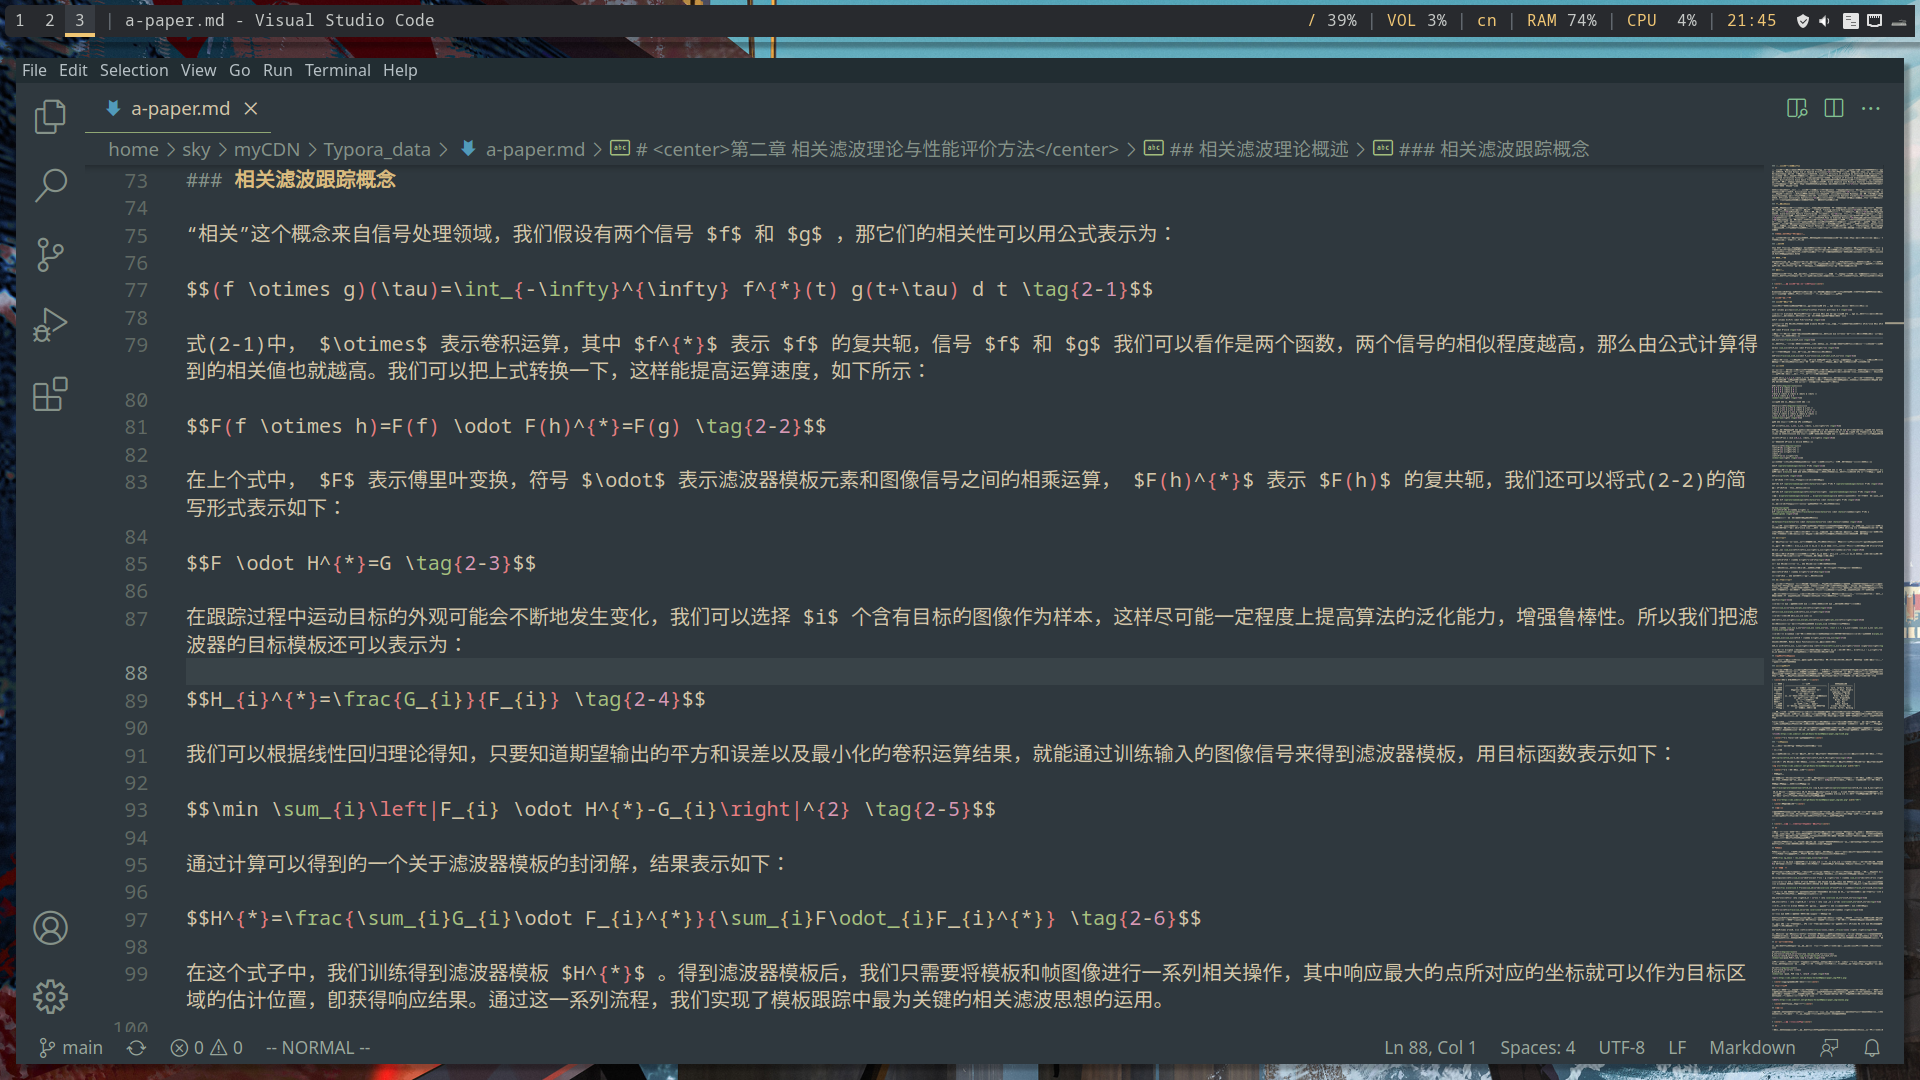 1 2 3 | a-paper.md - Visual Studio Code
/ 39% | VOL 3% | cn | RAM 74% | CPU 4% | 21:45
File Edit Selection View Go Run Terminal Help
a-paper.md
home > sky > myCDN > Typora_data > a-paper.md > # <center>第二章 相关滤波理论与性能评价方法</center> > ## 相关滤波理论概述 > ### 相关滤波跟踪概念
73 ### 相关滤波跟踪概念
74
75 “相关”这个概念来自信号处理领域，我们假设有两个信号 $f$ 和 $g$ ，那它们的相关性可以用公式表示为：
76
77 $$(f \otimes g)(\tau)=\int_{-\infty}^{\infty} f^{*}(t) g(t+\tau) d t \tag{2-1}$$
78
79 式(2-1)中， $\otimes$ 表示卷积运算，其中 $f^{*}$ 表示 $f$ 的复共轭，信号 $f$ 和 $g$ 我们可以看作是两个函数，两个信号的相似程度越高，那么由公式计算得
到的相关值也就越高。我们可以把上式转换一下，这样能提高运算速度，如下所示：
80
81 $$F(f \otimes h)=F(f) \odot F(h)^{*}=F(g) \tag{2-2}$$
82
83 在上个式中， $F$ 表示傅里叶变换，符号 $\odot$ 表示滤波器模板元素和图像信号之间的相乘运算， $F(h)^{*}$ 表示 $F(h)$ 的复共轭，我们还可以将式(2-2)的简
写形式表示如下：
84
85 $$F \odot H^{*}=G \tag{2-3}$$
86
87 在跟踪过程中运动目标的外观可能会不断地发生变化，我们可以选择 $i$ 个含有目标的图像作为样本，这样尽可能一定程度上提高算法的泛化能力，增强鲁棒性。所以我们把滤
波器的目标模板还可以表示为：
88
89 $$H_{i}^{*}=\frac{G_{i}}{F_{i}} \tag{2-4}$$
90
91 我们可以根据线性回归理论得知，只要知道期望输出的平方和误差以及最小化的卷积运算结果，就能通过训练输入的图像信号来得到滤波器模板，用目标函数表示如下：
92
93 $$\min \sum_{i}\left|F_{i} \odot H^{*}-G_{i}\right|^{2} \tag{2-5}$$
94
95 通过计算可以得到的一个关于滤波器模板的封闭解，结果表示如下：
96
97 $$H^{*}=\frac{\sum_{i}G_{i}\odot F_{i}^{*}}{\sum_{i}F\odot_{i}F_{i}^{*}} \tag{2-6}$$
98
99 在这个式子中，我们训练得到滤波器模板 $H^{*}$ 。得到滤波器模板后，我们只需要将模板和帧图像进行一系列相关操作，其中响应最大的点所对应的坐标就可以作为目标区
域的估计位置，即获得响应结果。通过这一系列流程，我们实现了模板跟踪中最为关键的相关滤波思想的运用。
100
main 0 0 -- NORMAL --
Ln 88, Col 1 Spaces: 4 UTF-8 LF Markdown